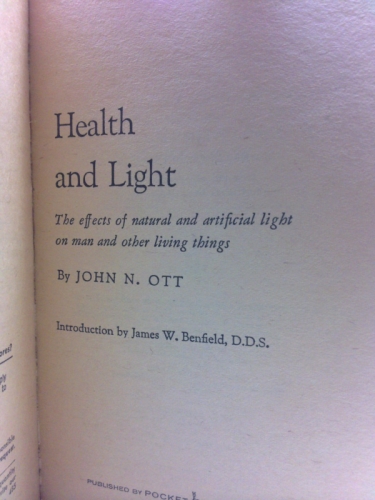 Health
and Light
The effects of natural and artificial light
on man and other living things
By JOHN N. OTT
Introduction by James W. Benfield, D.D.S.
PUBLISHED BY POCKET